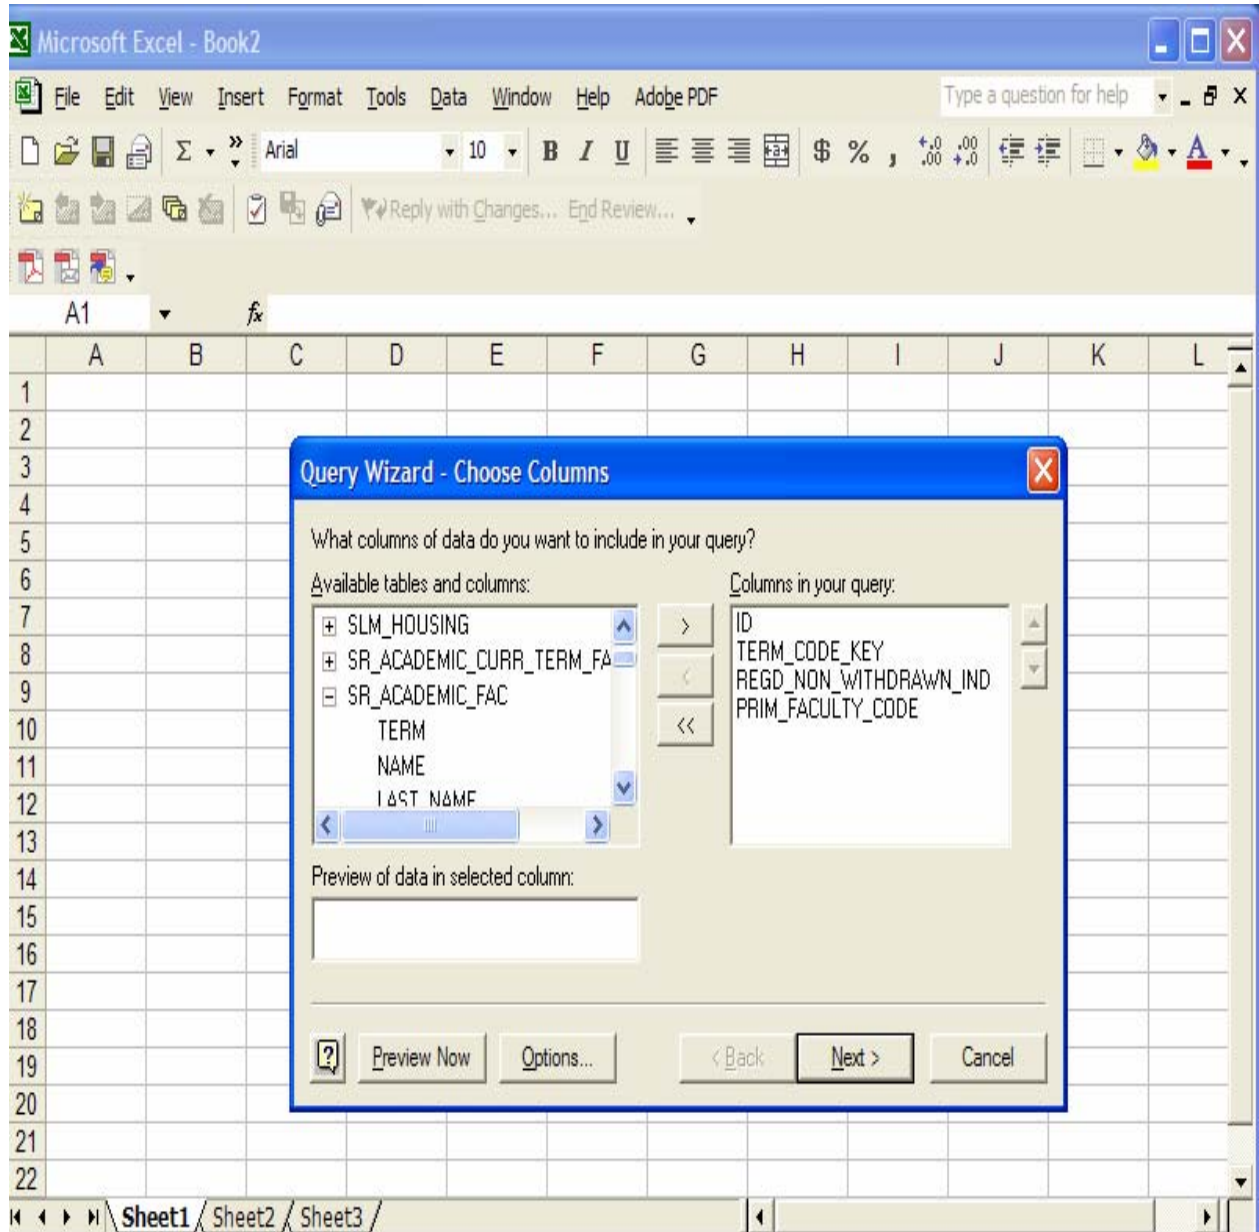 Microsoft Excel - Book2
File Edit View Insert Format Tools Data Window Help Adobe PDF Type a question for help
Arial 10 B I U $ % ,
Reply with Changes... End Review...
A1 fx
A B C D E F G H I J K L
1
2
3
4
5
6
7
8
9
10
11
12
13
14
15
16
17
18
19
20
21
22
Query Wizard - Choose Columns
What columns of data do you want to include in your query?
Available tables and columns: Columns in your query:
SLM_HOUSING
SR_ACADEMIC_CURR_TERM_FA
SR_ACADEMIC_FAC
TERM
NAME
LAST_NAME
>
<
<<
ID
TERM_CODE_KEY
REGD_NON_WITHDRAWN_IND
PRIM_FACULTY_CODE
Preview of data in selected column:
Preview Now Options... < Back Next > Cancel
Sheet1 Sheet2 Sheet3